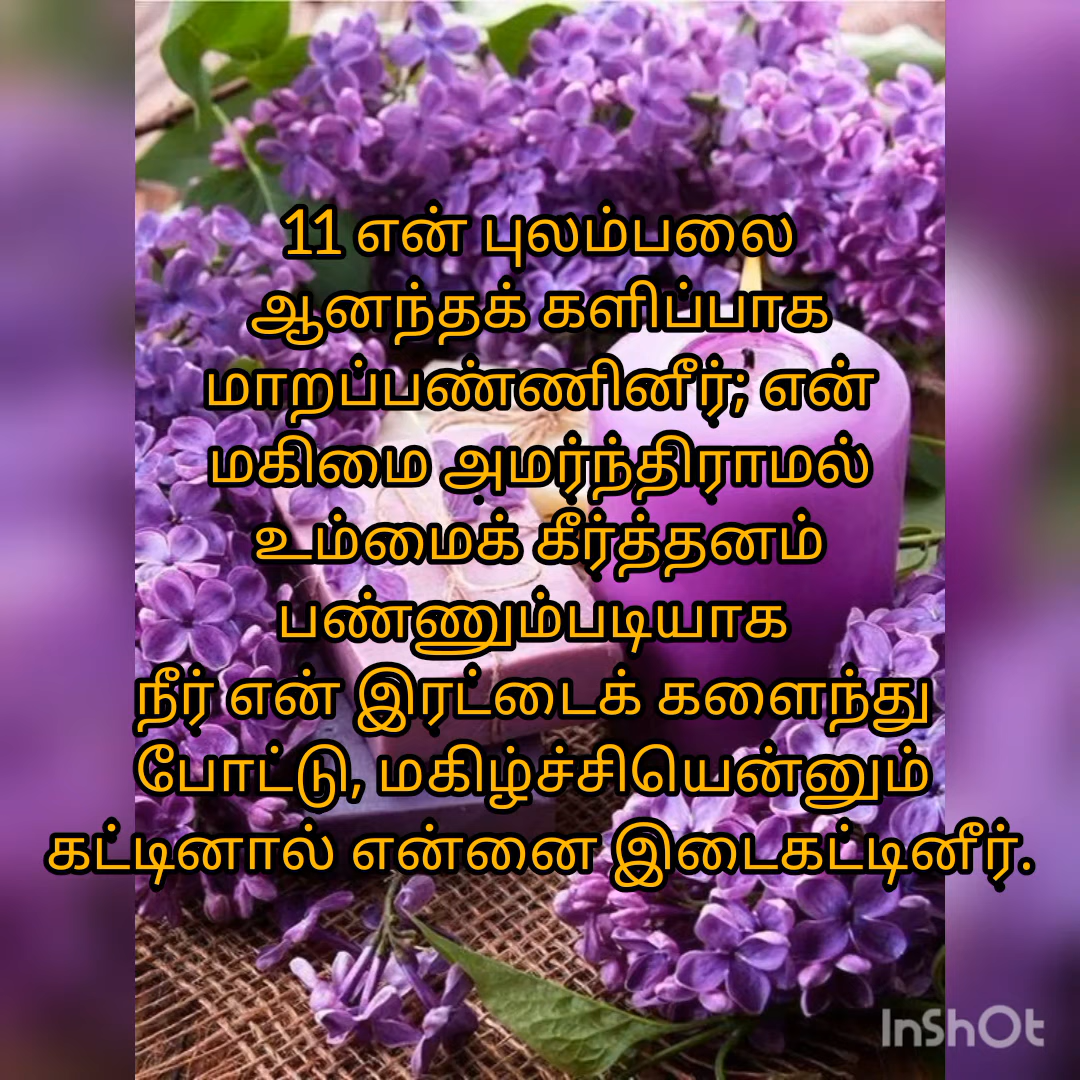 11 என் புலம்பலை
ஆனந்தக் களிப்பாக
மாறப்பண்ணினீர்; என்
மகிமை அமர்ந்திராமல்
உம்மைக் கீர்த்தனம்
பண்ணும்படியாக
நீர் என் இரட்டைக் களைந்து
போட்டு, மகிழ்ச்சியென்னும்
கட்டினால் என்னை இடைகட்டினீர்.
InShOt